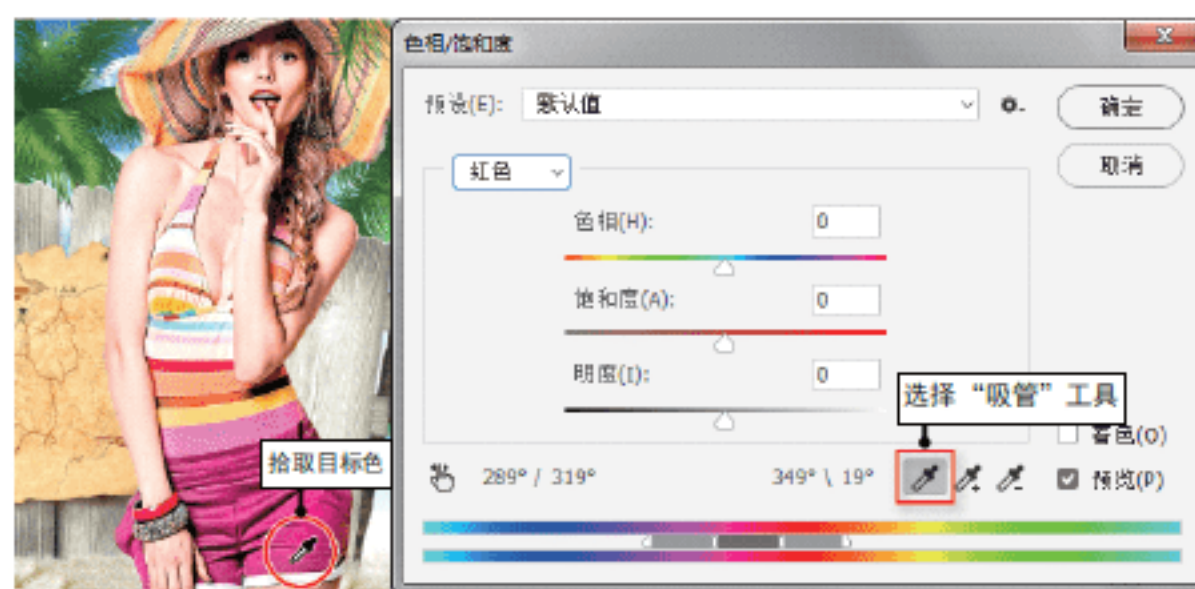 色相/饱和度
预设(E): 默认值
确定
红色
取消
色相(H): 0
饱和度(A): 0
明度(I): 0
选择 “吸管” 工具
着色(O)
拾取目标色
289° / 319° 349° \ 19°
预览(P)